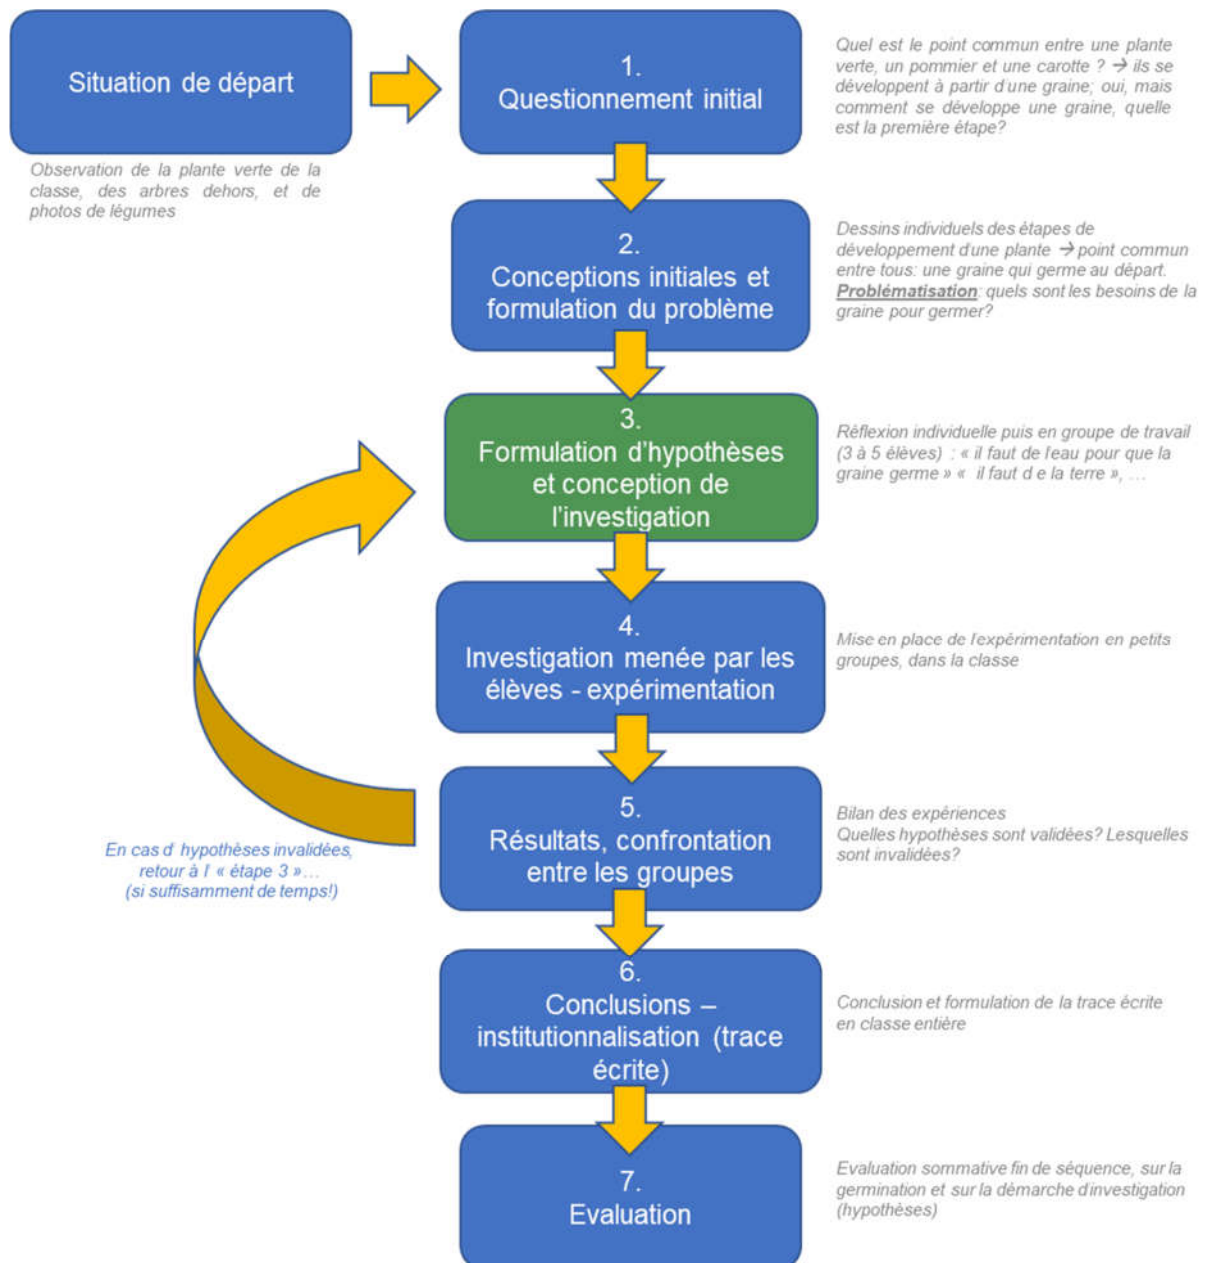 Situation de départ
Observation de la plante verte de la
classe, des arbres dehors, et de
photos de légumes
1.
Questionnement initial
Quel est le point commun entre une plante
verte, un pommier et une carotte ? → ils se
développent à partir d'une graine; oui, mais
comment se développe une graine, quelle
est la première étape?
2.
Conceptions initiales et
formulation du problème
Dessins individuels des étapes de
développement d'une plante → point commun
entre tous: une graine qui germe au départ.
Problématisation: quels sont les besoins de la
graine pour germer?
3.
Formulation d'hypothèses
et conception de
l'investigation
Réflexion individuelle puis en groupe de travail
(3 à 5 élèves) : « il faut de l'eau pour que la
graine germe » « il faut d e la terre », …
4.
Investigation menée par les
élèves - expérimentation
Mise en place de l'expérimentation en petits
groupes, dans la classe
5.
Résultats, confrontation
entre les groupes
Bilan des expériences
Quelles hypothèses sont validées? Lesquelles
sont invalidées?
En cas d' hypothèses invalidées,
retour à l' « étape 3 »…
(si suffisamment de temps!)
6.
Conclusions –
institutionnalisation (trace
écrite)
Conclusion et formulation de la trace écrite
en classe entière
7.
Evaluation
Evaluation sommative fin de séquence, sur la
germination et sur la démarche d'investigation
(hypothèses)